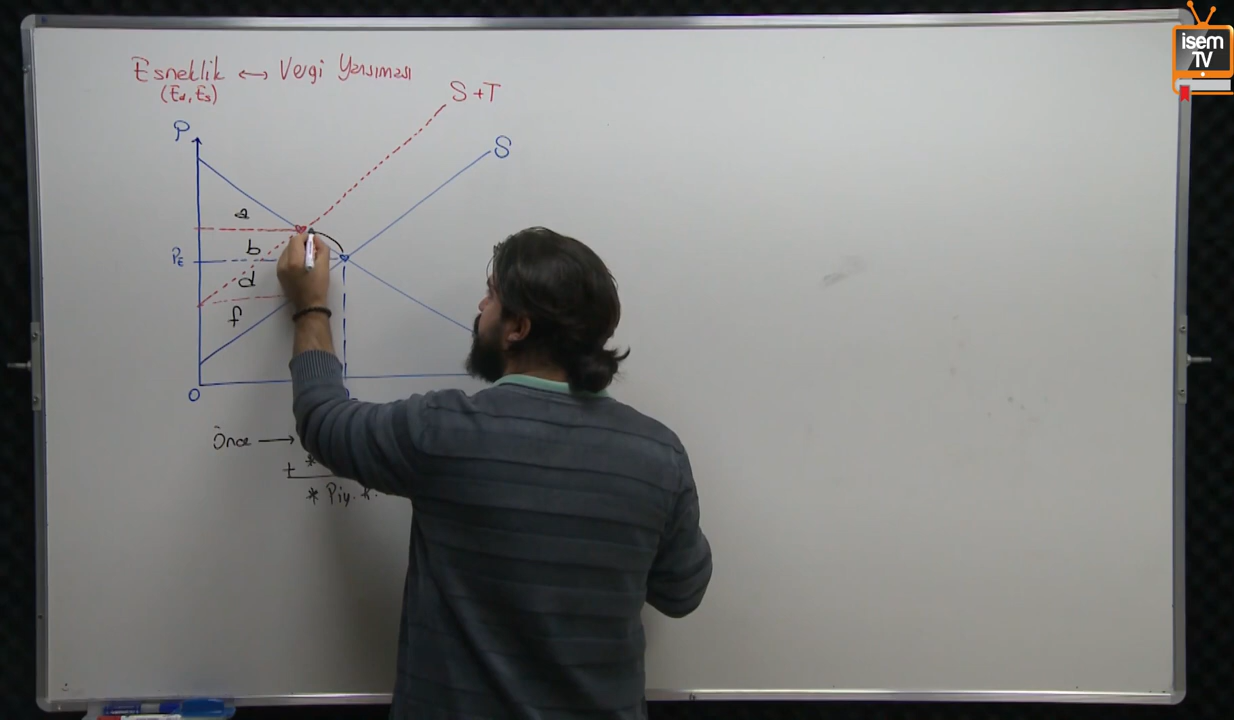 isem
TV
Esneklik ↔ Vergi Yansıması
(Ed, Es)
S+T
P
S
a
b
PE
d
f
0
Önce →
+ *
* Piy.